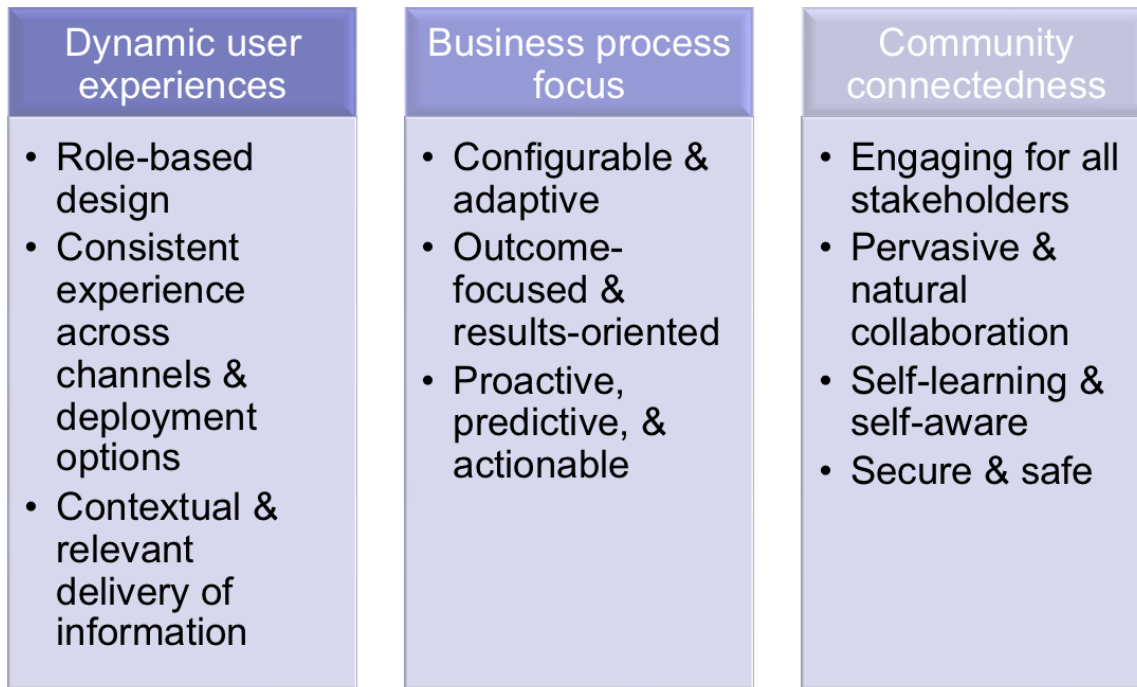 Dynamic user
experiences
• Role-based
design
• Consistent
experience
across
channels &
deployment
options
• Contextual &
relevant
delivery of
information
Business process
focus
• Configurable &
adaptive
• Outcome-
focused &
results-oriented
• Proactive,
predictive, &
actionable
Community
connectedness
• Engaging for all
stakeholders
• Pervasive &
natural
collaboration
• Self-learning &
self-aware
• Secure & safe